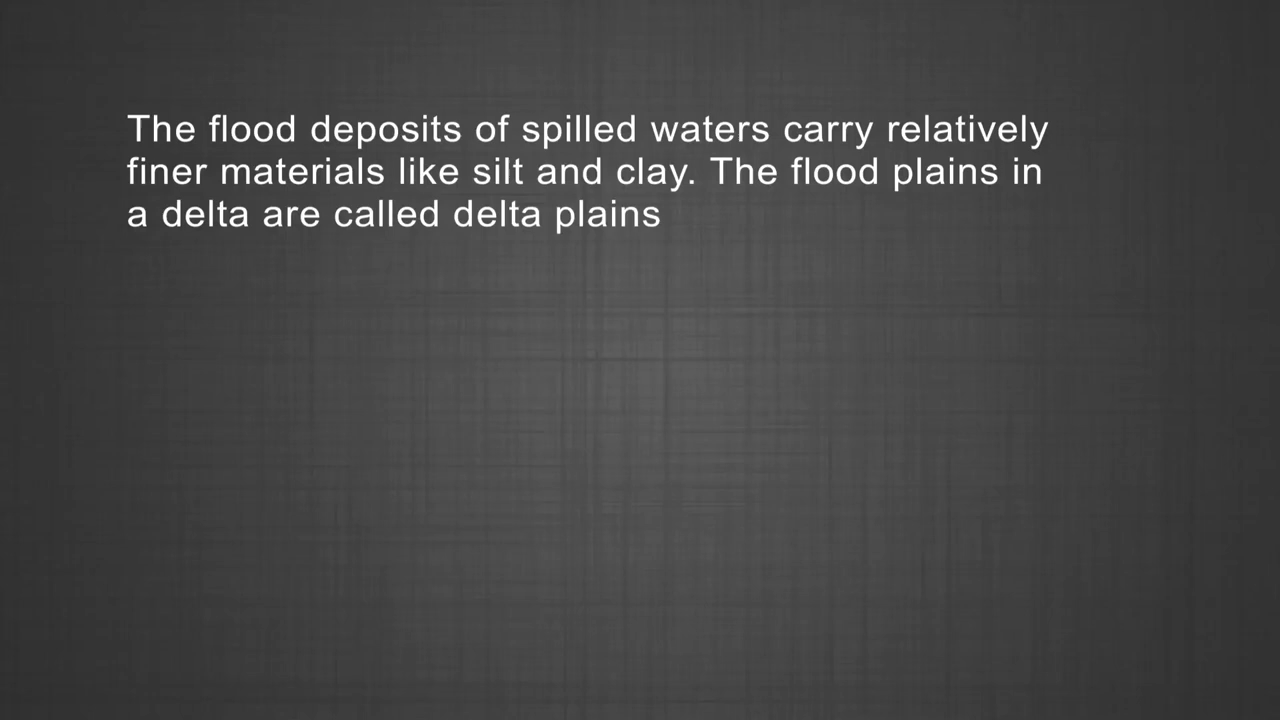 The flood deposits of spilled waters carry relatively
finer materials like silt and clay. The flood plains in
a delta are called delta plains